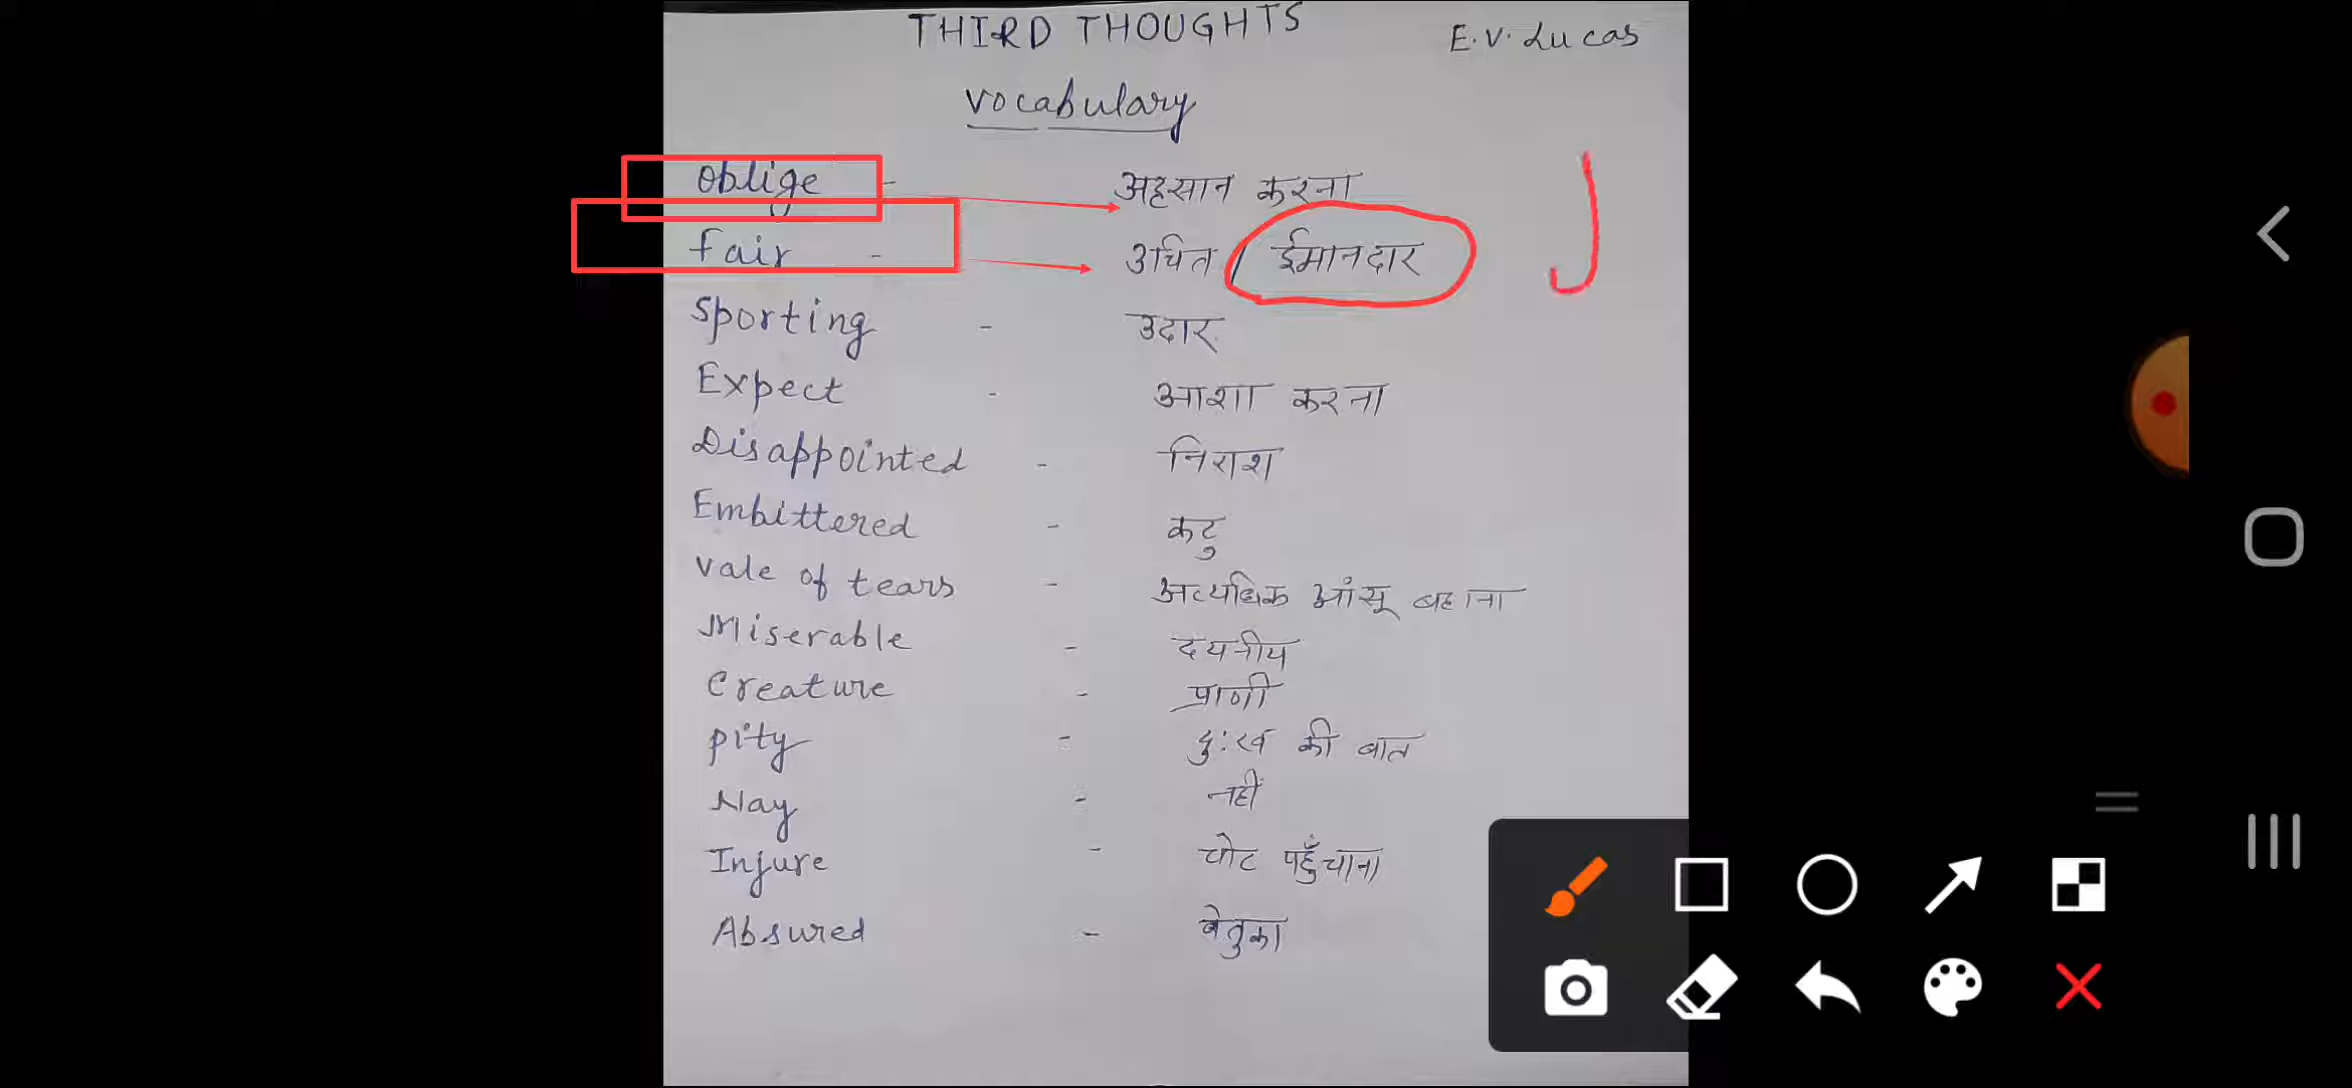 THIRD THOUGHTS E.V. Lucas
Vocabulary
Oblige - अहसान करना
fair - उचित / ईमानदार
Sporting - उदार
Expect - आशा करना
Disappointed - निराश
Embittered - कटु
Vale of tears - अत्यधिक आंसू बहाना
Miserable - दयनीय
Creature - प्राणी
pity - दुःख की बात
Nay - नहीं
Injure - चोट पहुँचाना
Absured - बेतुका